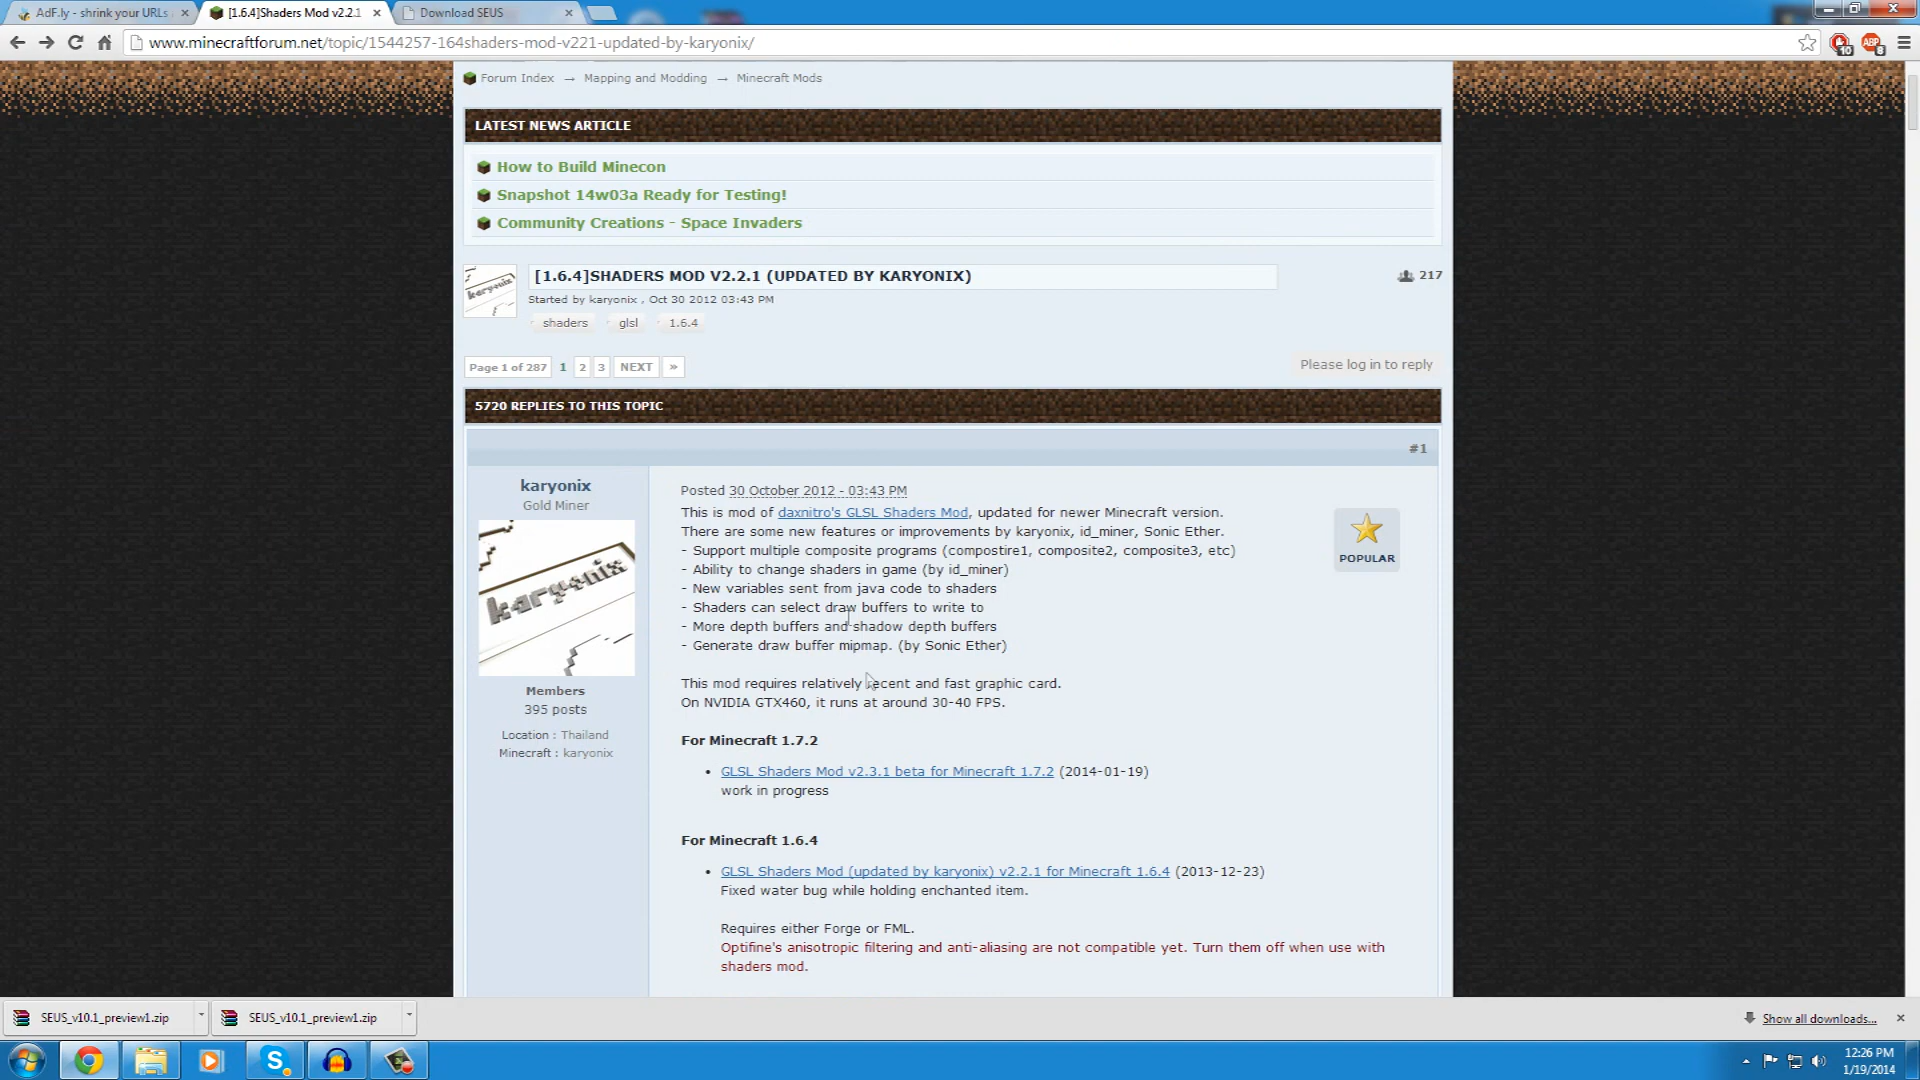 AdF.ly - shrink your URLs
[1.6.4]Shaders Mod v2.2.1
Download SEUS
www.minecraftforum.net/topic/1544257-164shaders-mod-v221-updated-by-karyonix/
10
ABP
8
Forum Index → Mapping and Modding → Minecraft Mods
LATEST NEWS ARTICLE
How to Build Minecon
Snapshot 14w03a Ready for Testing!
Community Creations - Space Invaders
karyonix
[1.6.4]SHADERS MOD V2.2.1 (UPDATED BY KARYONIX)
217
Started by karyonix , Oct 30 2012 03:43 PM
shaders glsl 1.6.4
Page 1 of 287 1 2 3 NEXT »
Please log in to reply
5720 REPLIES TO THIS TOPIC
#1
karyonix
Gold Miner
karyonix
Members
395 posts
Location : Thailand
Minecraft : karyonix
Posted 30 October 2012 - 03:43 PM
This is mod of daxnitro's GLSL Shaders Mod, updated for newer Minecraft version.
There are some new features or improvements by karyonix, id_miner, Sonic Ether.
- Support multiple composite programs (compostire1, composite2, composite3, etc)
- Ability to change shaders in game (by id_miner)
- New variables sent from java code to shaders
- Shaders can select draw buffers to write to
- More depth buffers and shadow depth buffers
- Generate draw buffer mipmap. (by Sonic Ether)
POPULAR
This mod requires relatively recent and fast graphic card.
On NVIDIA GTX460, it runs at around 30-40 FPS.
For Minecraft 1.7.2
• GLSL Shaders Mod v2.3.1 beta for Minecraft 1.7.2 (2014-01-19)
work in progress
For Minecraft 1.6.4
• GLSL Shaders Mod (updated by karyonix) v2.2.1 for Minecraft 1.6.4 (2013-12-23)
Fixed water bug while holding enchanted item.
Requires either Forge or FML.
Optifine's anisotropic filtering and anti-aliasing are not compatible yet. Turn them off when use with
shaders mod.
SEUS_v10.1_preview1.zip
SEUS_v10.1_preview1.zip
Show all downloads...
12:26 PM
1/19/2014